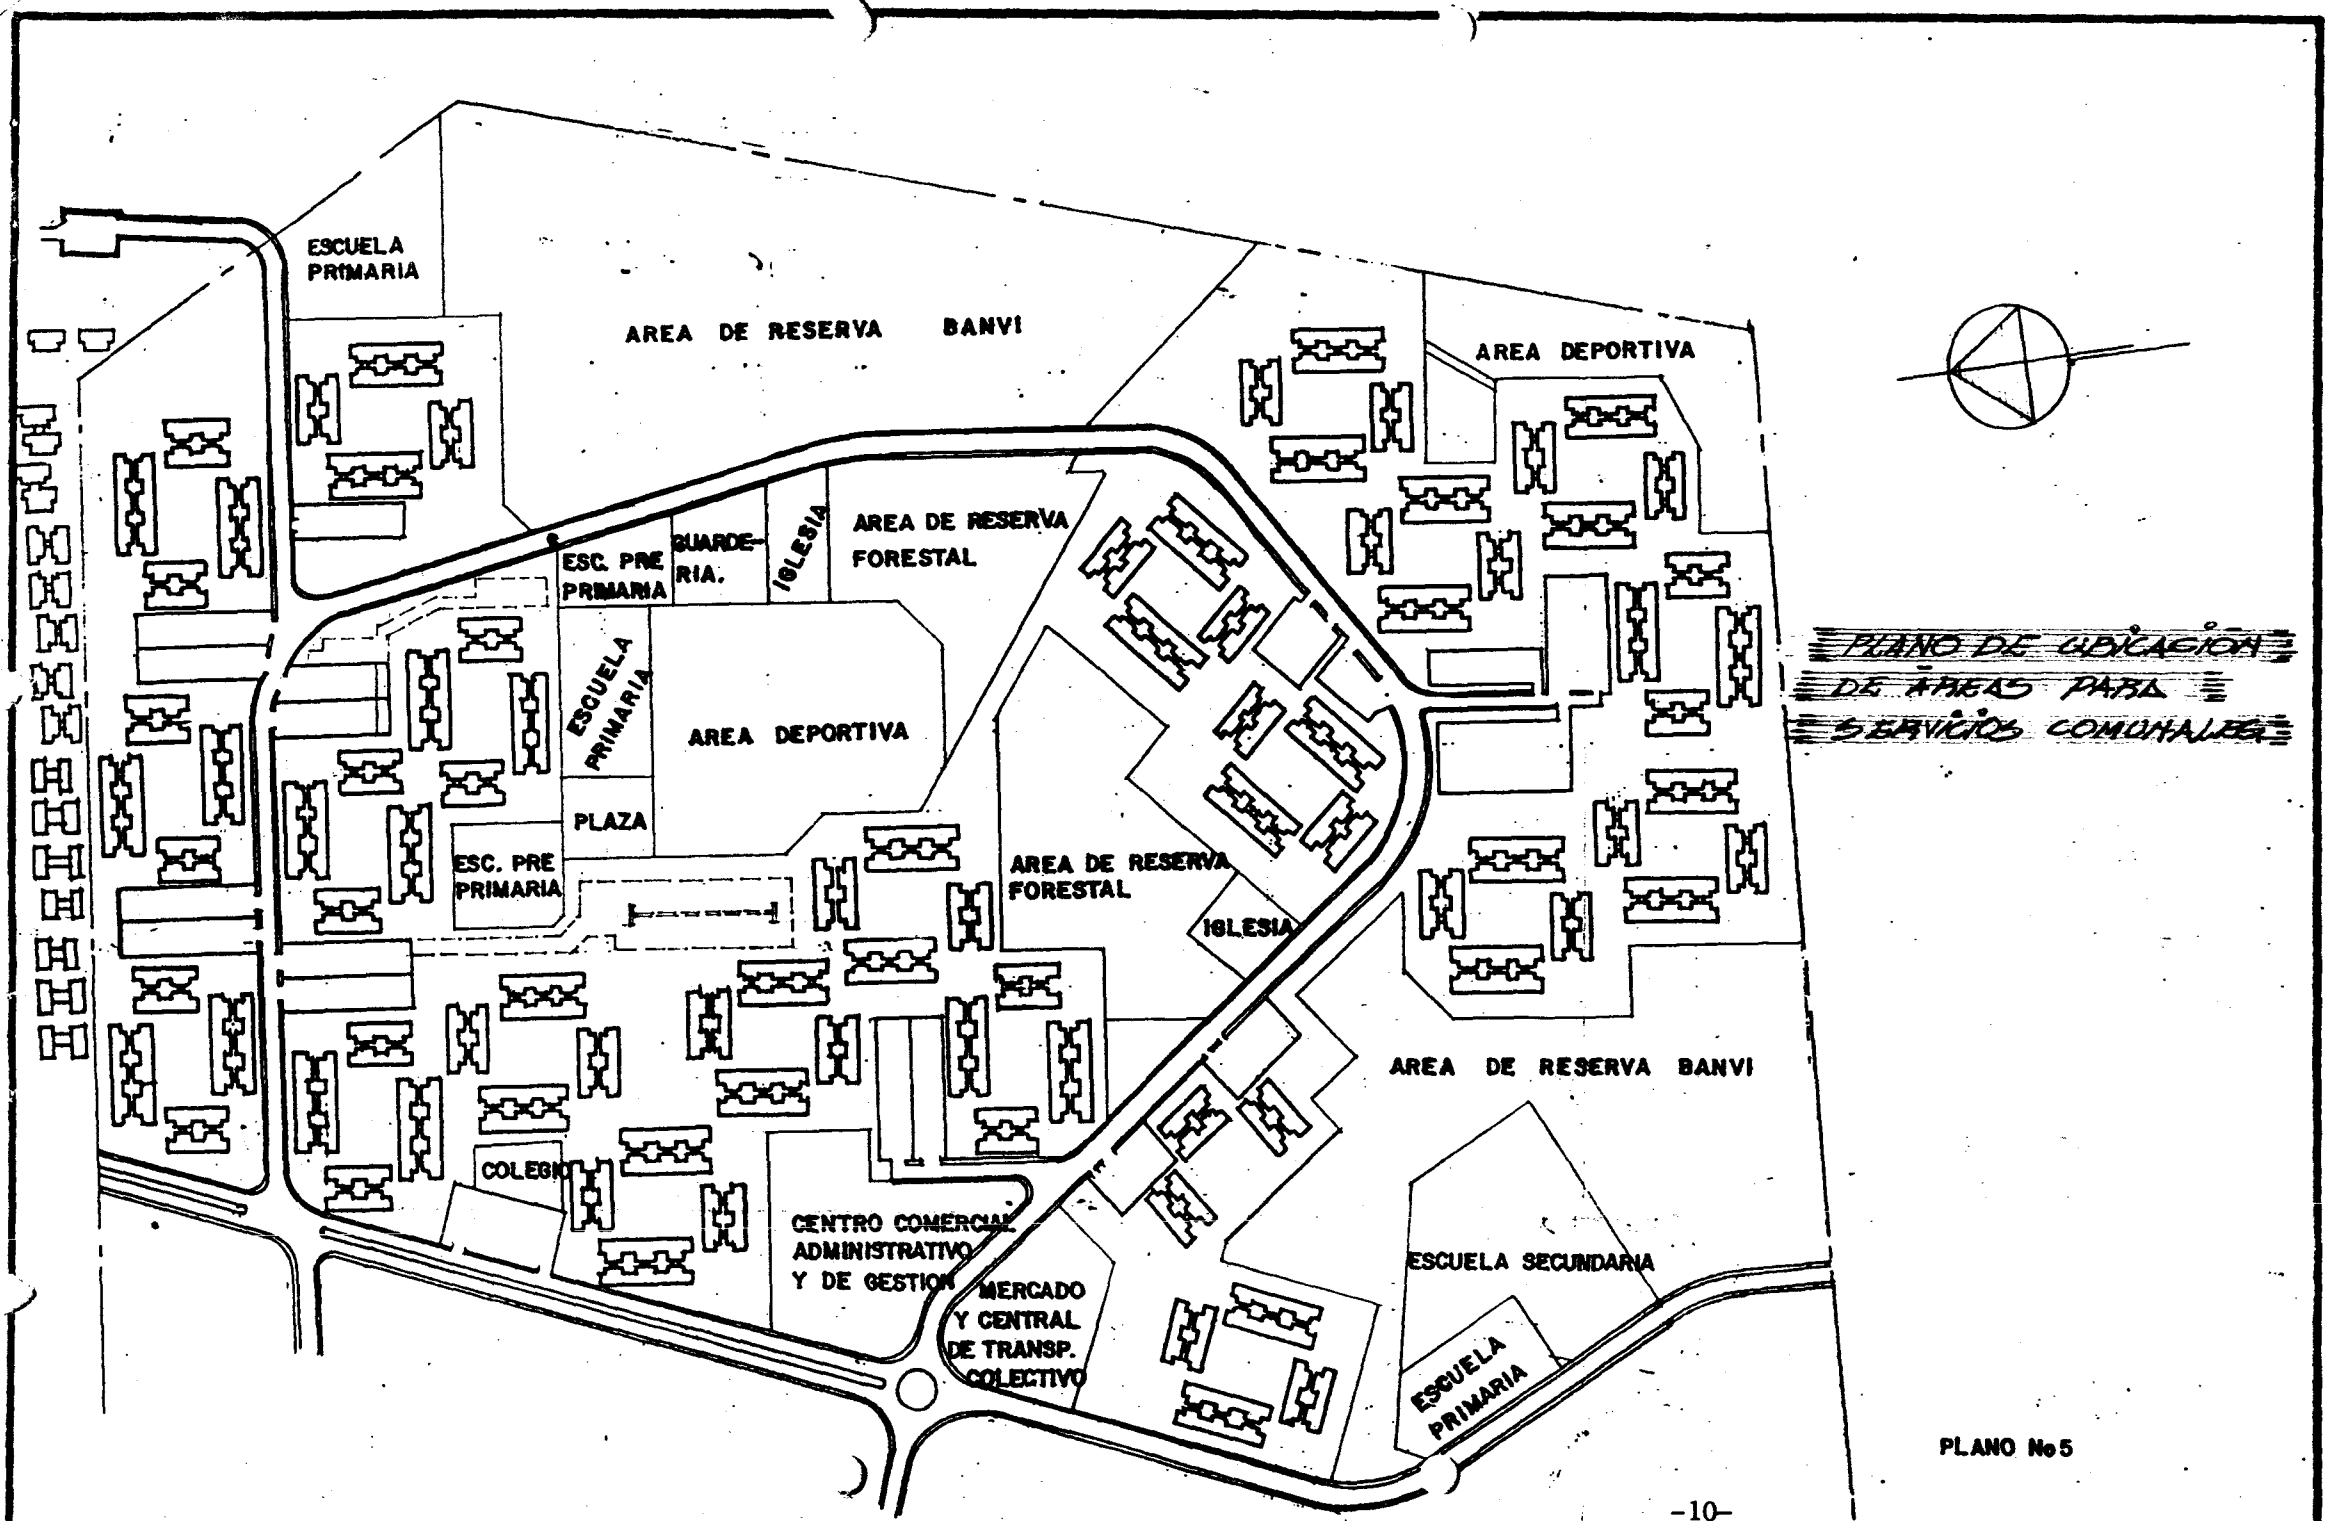 ESCUELA
PRIMARIA
AREA DE RESERVA BANVI
AREA DEPORTIVA
ESC. PRE
PRIMARIA
GUARDE-
RIA.
IGLESIA
AREA DE RESERVA
FORESTAL
ESCUELA
PRIMARIA
AREA DEPORTIVA
PLAZA
ESC. PRE
PRIMARIA
AREA DE RESERVA
FORESTAL
IGLESIA
PLANO DE UBICACION
DE AREAS PARA
SERVICIOS COMUNALES
AREA DE RESERVA BANVI
COLEGIO
CENTRO COMERCIAL
ADMINISTRATIVO
Y DE GESTION
MERCADO
Y CENTRAL
DE TRANSP.
COLECTIVO
ESCUELA SECUNDARIA
ESCUELA
PRIMARIA
PLANO No 5
-10-